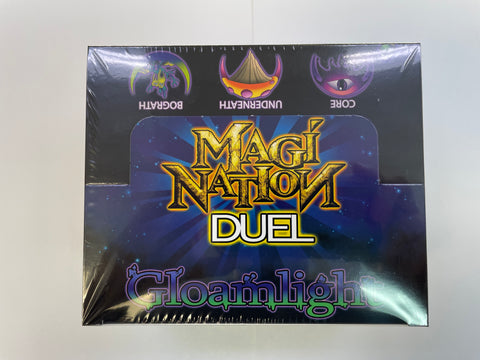 BOGRATH
UNDERNEATH
CORE
MAGI
NATION
DUEL
Gloamlight